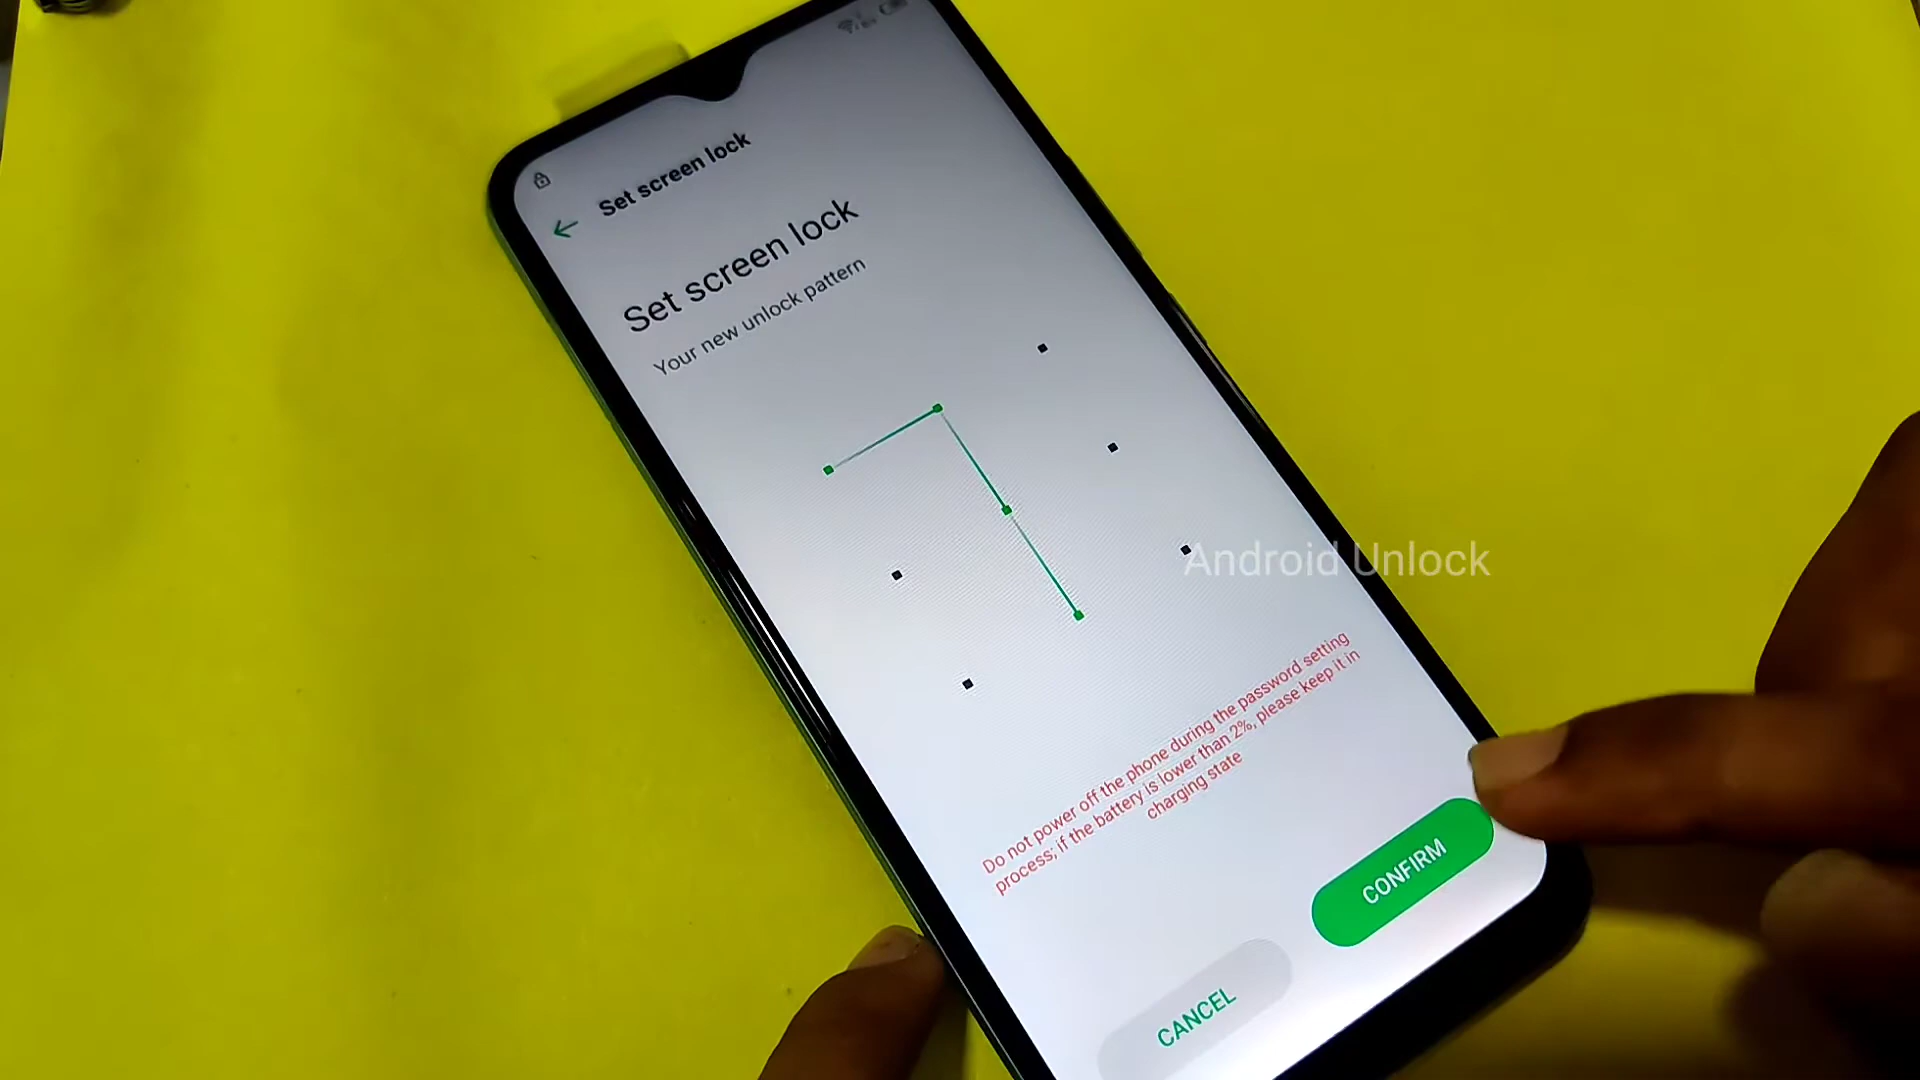 Set screen lock
Set screen lock
Your new unlock pattern
Android Unlock
Do not power off the phone during the password setting
process; if the battery is lower than 2%, please keep it in
charging state
CONFIRM
CANCEL